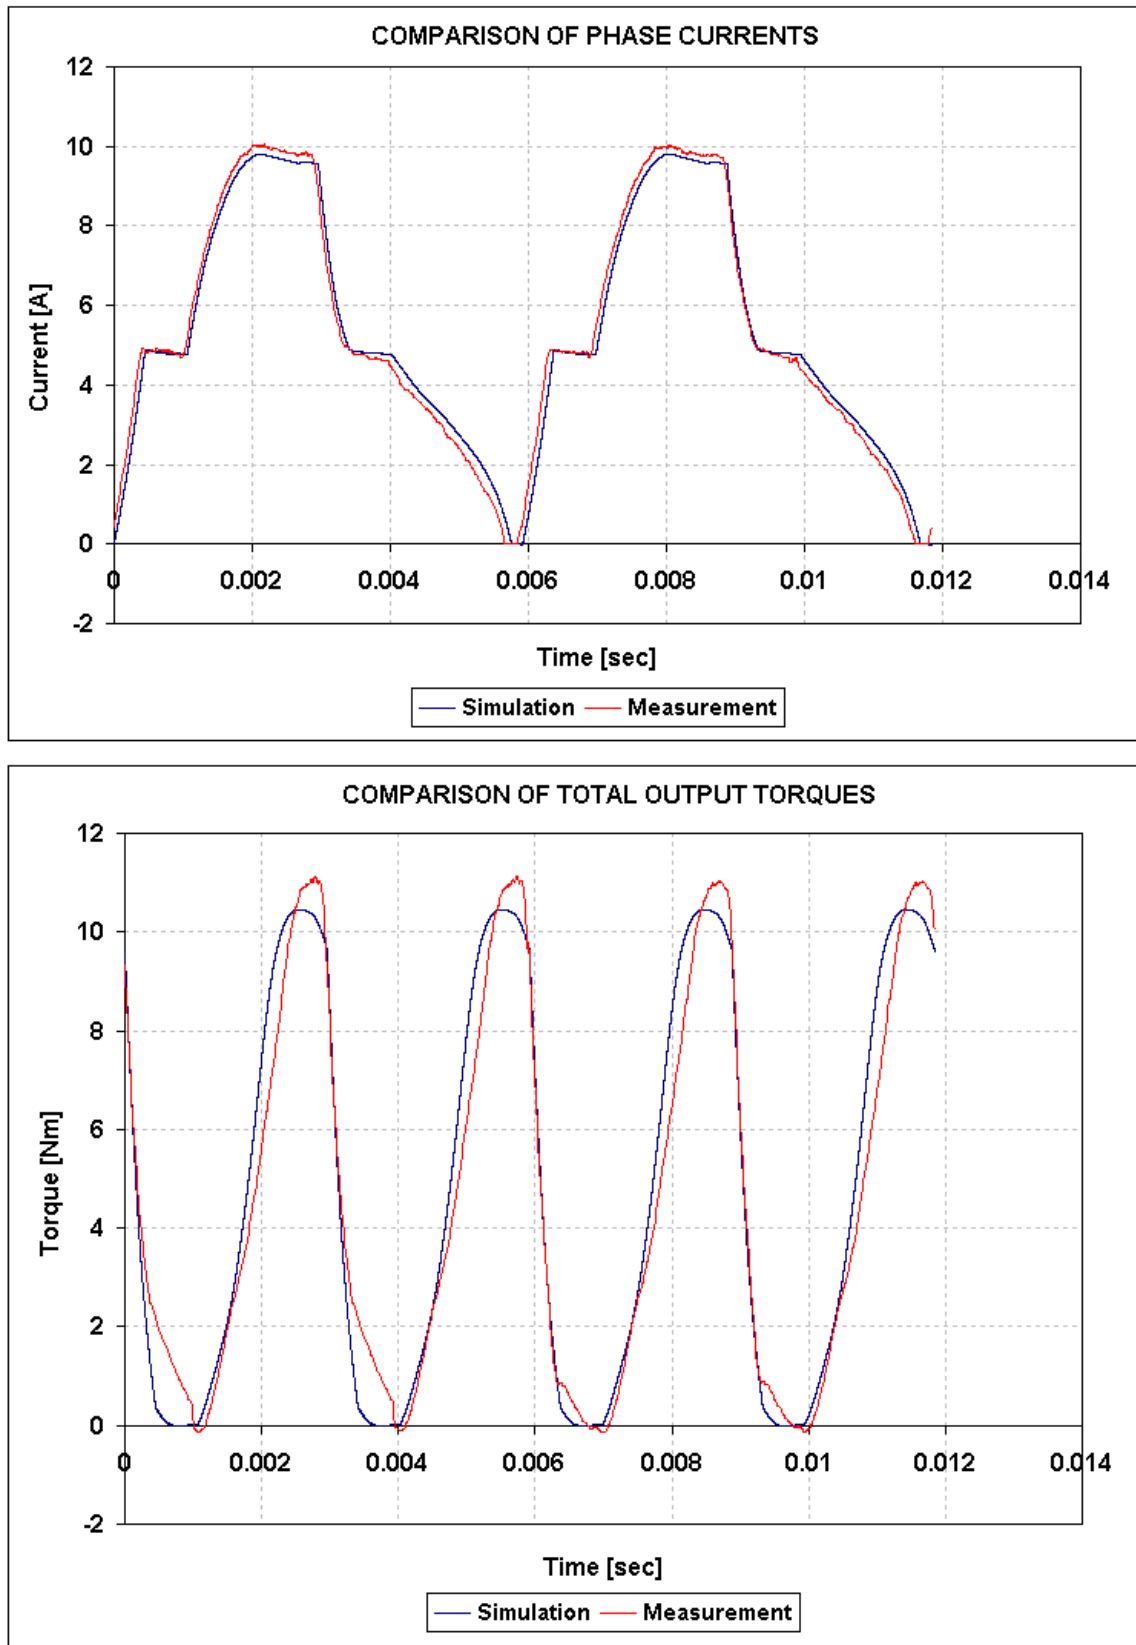 COMPARISON OF PHASE CURRENTS
12
10
8
6
4
2
0
-2
Current [A]
0 0.002 0.004 0.006 0.008 0.01 0.012 0.014
Time [sec]
Simulation Measurement
COMPARISON OF TOTAL OUTPUT TORQUES
12
10
8
6
4
2
0
-2
Torque [Nm]
0 0.002 0.004 0.006 0.008 0.01 0.012 0.014
Time [sec]
Simulation Measurement